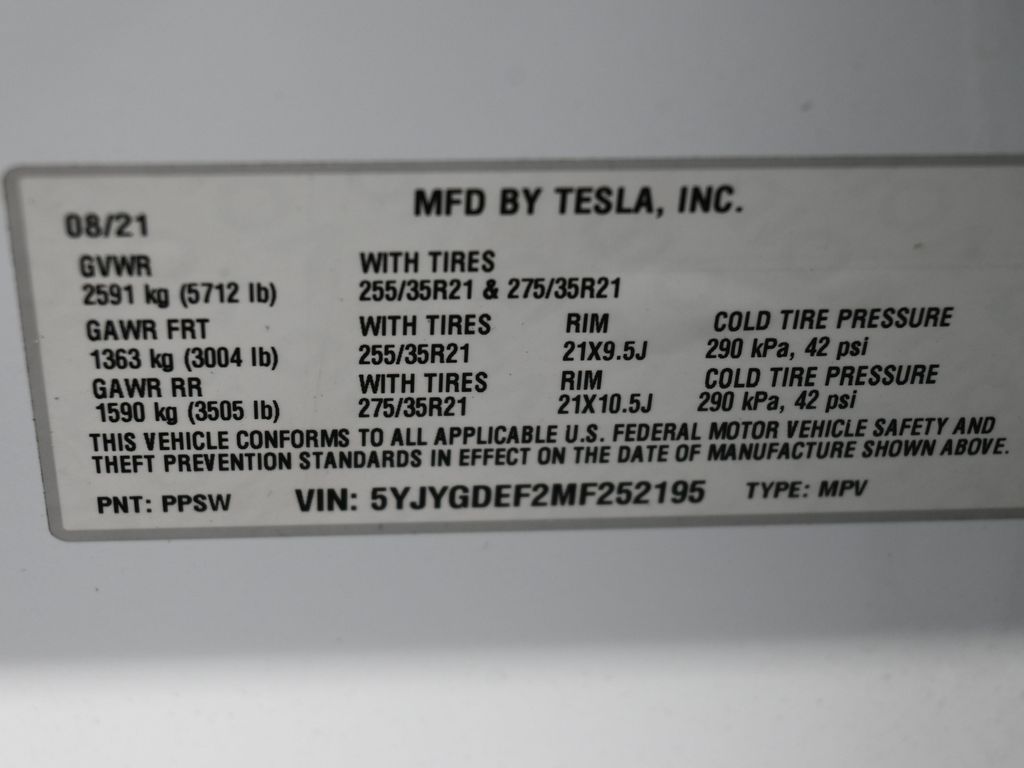 MFD BY TESLA, INC.
08/21
GVWR WITH TIRES
2591 kg (5712 lb) 255/35R21 & 275/35R21
GAWR FRT WITH TIRES RIM COLD TIRE PRESSURE
1363 kg (3004 lb) 255/35R21 21X9.5J 290 kPa, 42 psi
GAWR RR WITH TIRES RIM COLD TIRE PRESSURE
1590 kg (3505 lb) 275/35R21 21X10.5J 290 kPa, 42 psi
THIS VEHICLE CONFORMS TO ALL APPLICABLE U.S. FEDERAL MOTOR VEHICLE SAFETY AND
THEFT PREVENTION STANDARDS IN EFFECT ON THE DATE OF MANUFACTURE SHOWN ABOVE.
PNT: PPSW VIN: 5YJYGDEF2MF252195 TYPE: MPV